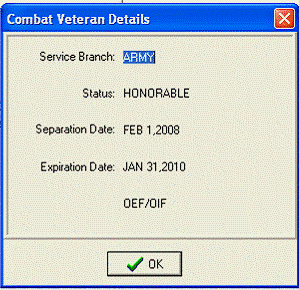 Combat Veteran Details
Service Branch: ARMY
Status: HONORABLE
Separation Date: FEB 1,2008
Expiration Date: JAN 31,2010
OEF/OIF
OK